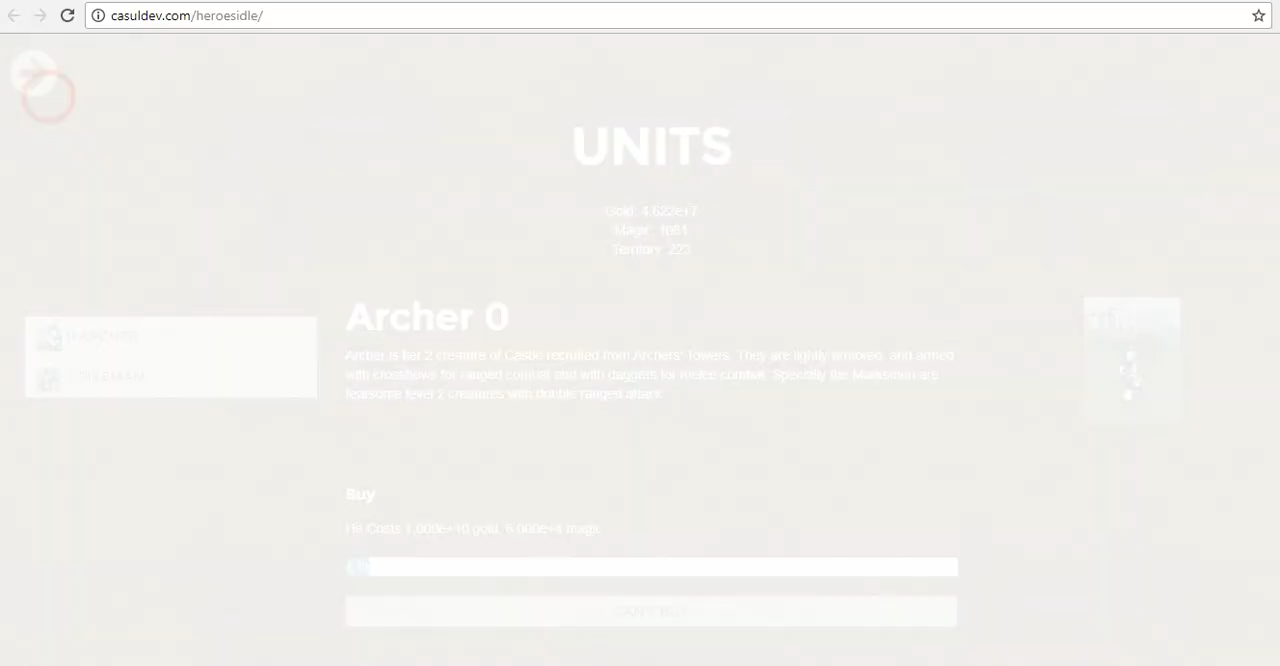 casuldev.com/heroesidle/
UNITS
Gold: 4.622e+7
Magic:
Territory: 223
Archer 0
Archer is tier 2 creature of Castle recruited from Archers' Towers. They are lightly armored, and armed
with crossbows for ranged combat and with daggers for melee combat. Specially the Marksmen are
fearsome level 2 creatures with double ranged attack.
Buy
He Costs 1.000e+10 gold, 5.000e+4 magic
CAN'T BUY